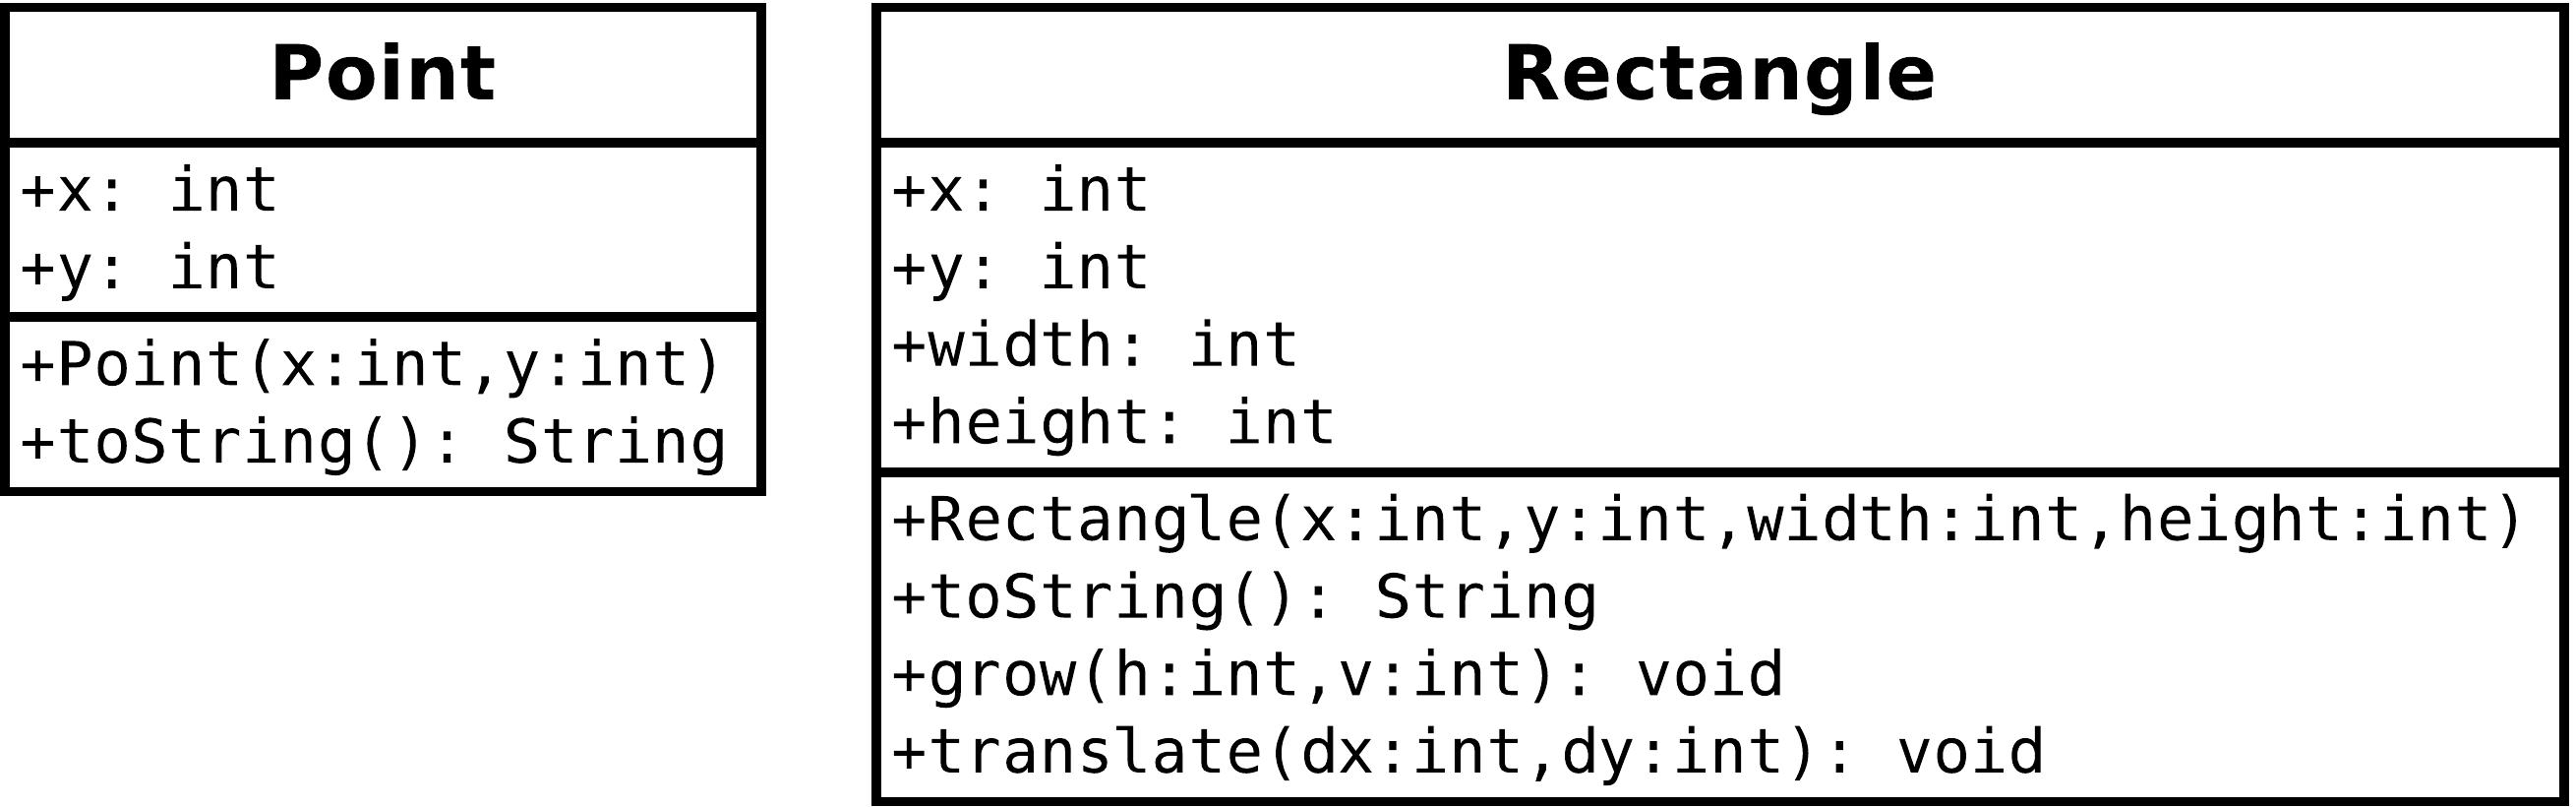 Point
+x: int
+y: int
+Point(x:int,y:int)
+toString(): String
Rectangle
+x: int
+y: int
+width: int
+height: int
+Rectangle(x:int,y:int,width:int,height:int)
+toString(): String
+grow(h:int,v:int): void
+translate(dx:int,dy:int): void